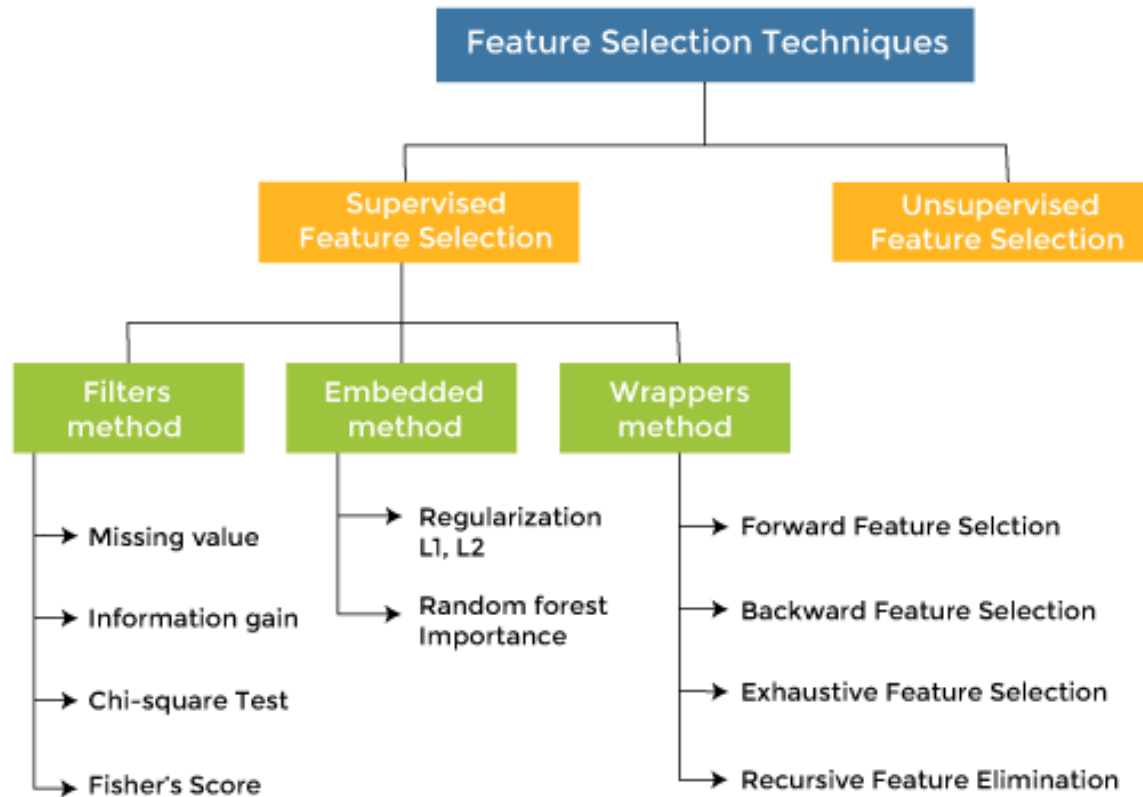 Feature Selection Techniques
Supervised
Feature Selection
Unsupervised
Feature Selection
Filters
method
Embedded
method
Wrappers
method
Missing value
Information gain
Chi-square Test
Fisher's Score
Regularization
L1, L2
Random forest
Importance
Forward Feature Selction
Backward Feature Selection
Exhaustive Feature Selection
Recursive Feature Elimination